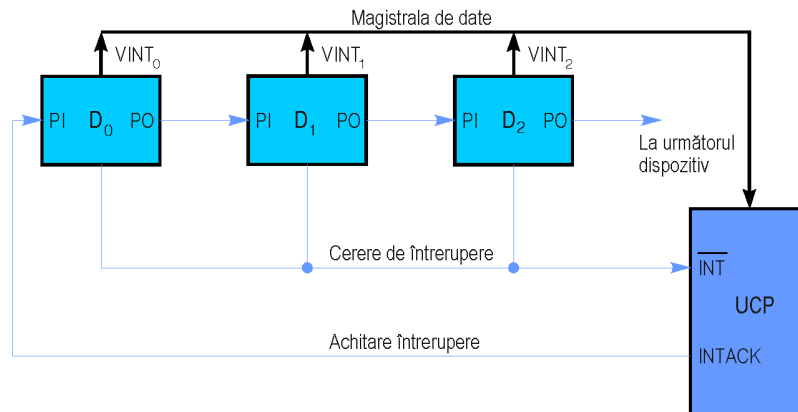 Magistrala de date
VINT0
VINT1
VINT2
PI D0 PO
PI D1 PO
PI D2 PO
La următorul
dispozitiv
Cerere de întrerupere
INT
UCP
Achitare întrerupere
INTACK